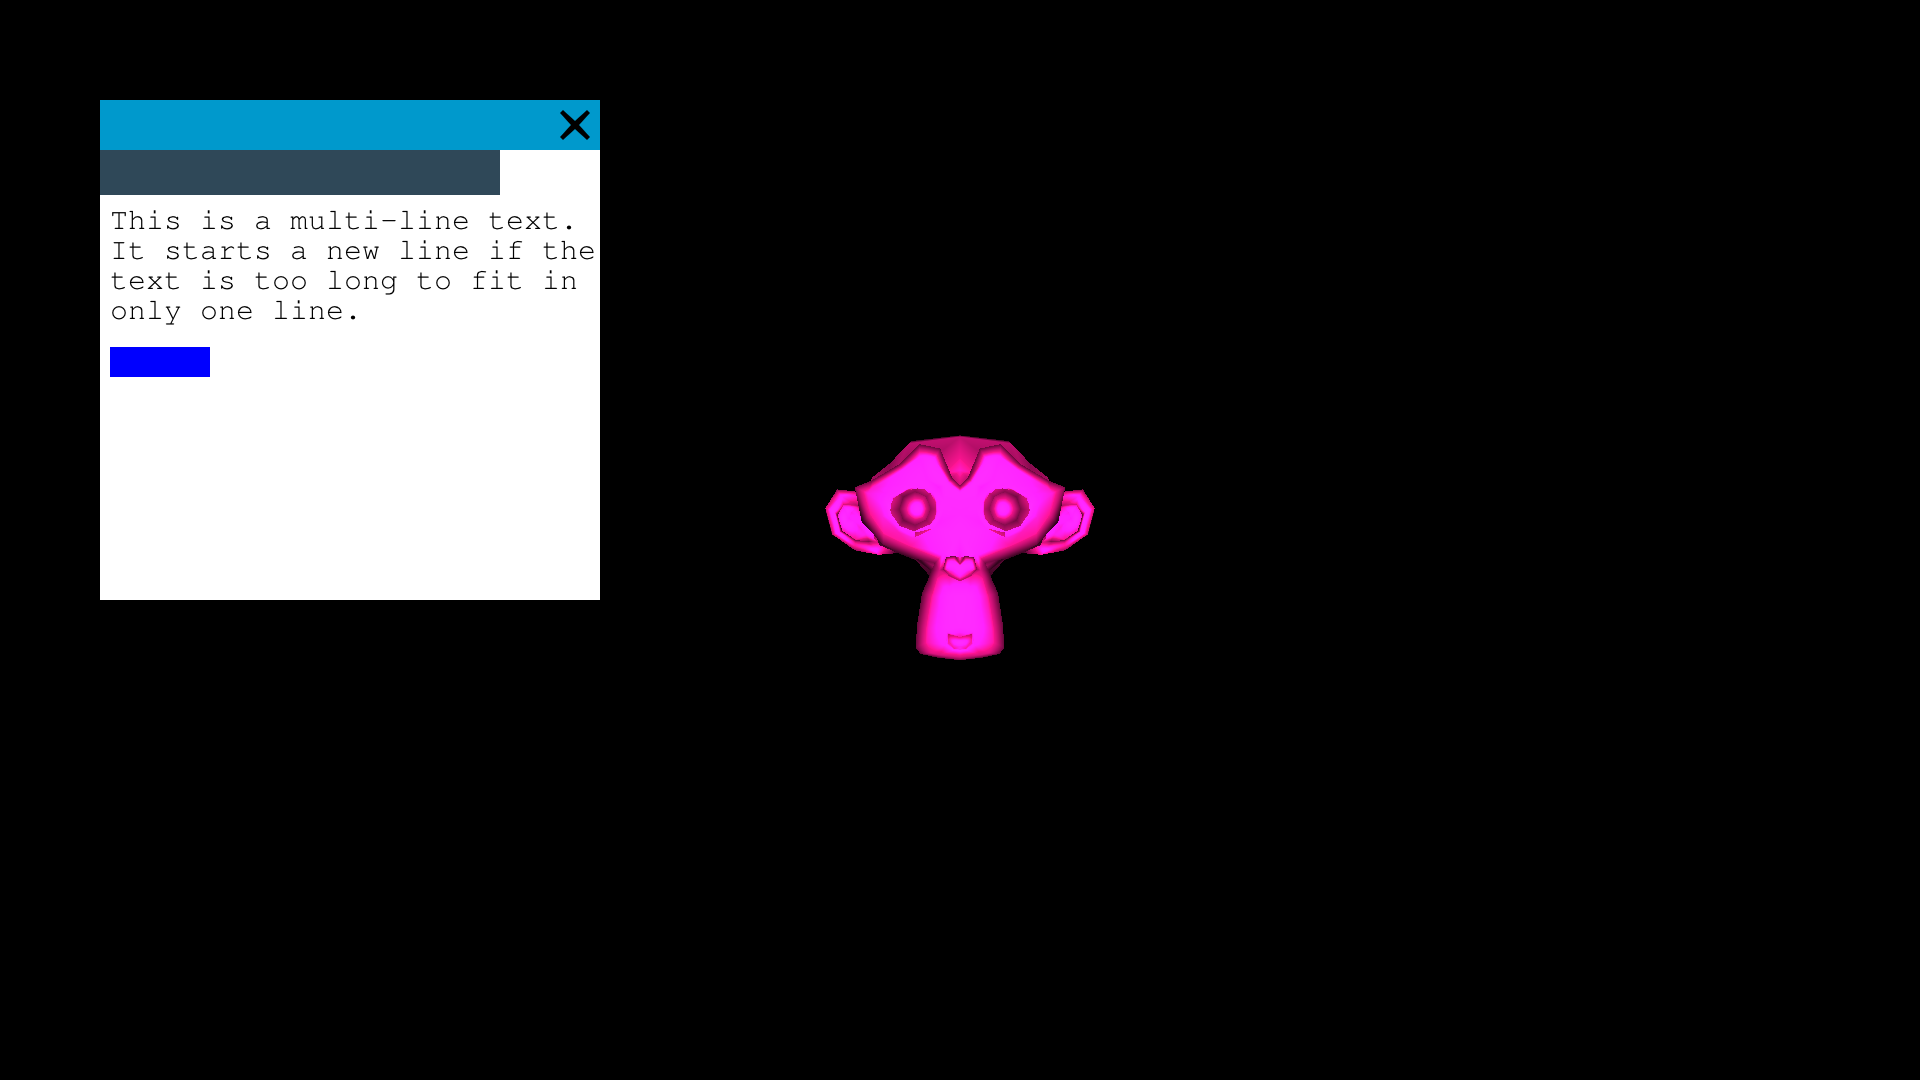 This is a multi-line text.
It starts a new line if the
text is too long to fit in
only one line.